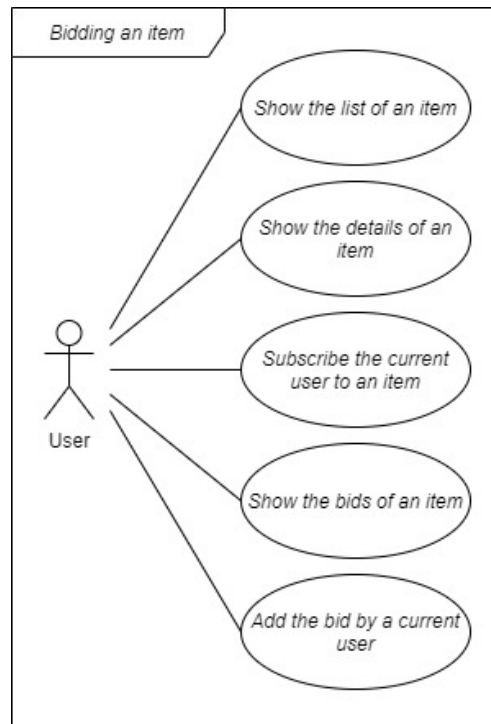 Bidding an item
Show the list of an item
Show the details of an
item
Subscribe the current
user to an item
User
Show the bids of an item
Add the bid by a current
user